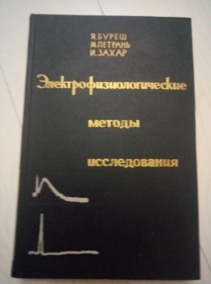 Я.БУРЕШ
М.ПЕТРАНЬ
И.ЗАХАР
Электрофизиологические
методы
исследования